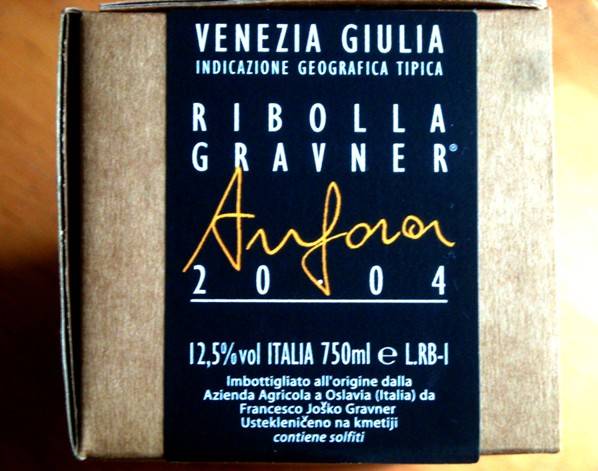 VENEZIA GIULIA
INDICAZIONE GEOGRAFICA TIPICA
RIBOLLA
GRAVNER®
Anfora
2004
12,5%vol ITALIA 750ml e L.RB-1
Imbottigliato all'origine dalla
Azienda Agricola a Oslavia (Italia) da
Francesco Joško Gravner
Ustekleničeno na kmetiji
contiene solfiti